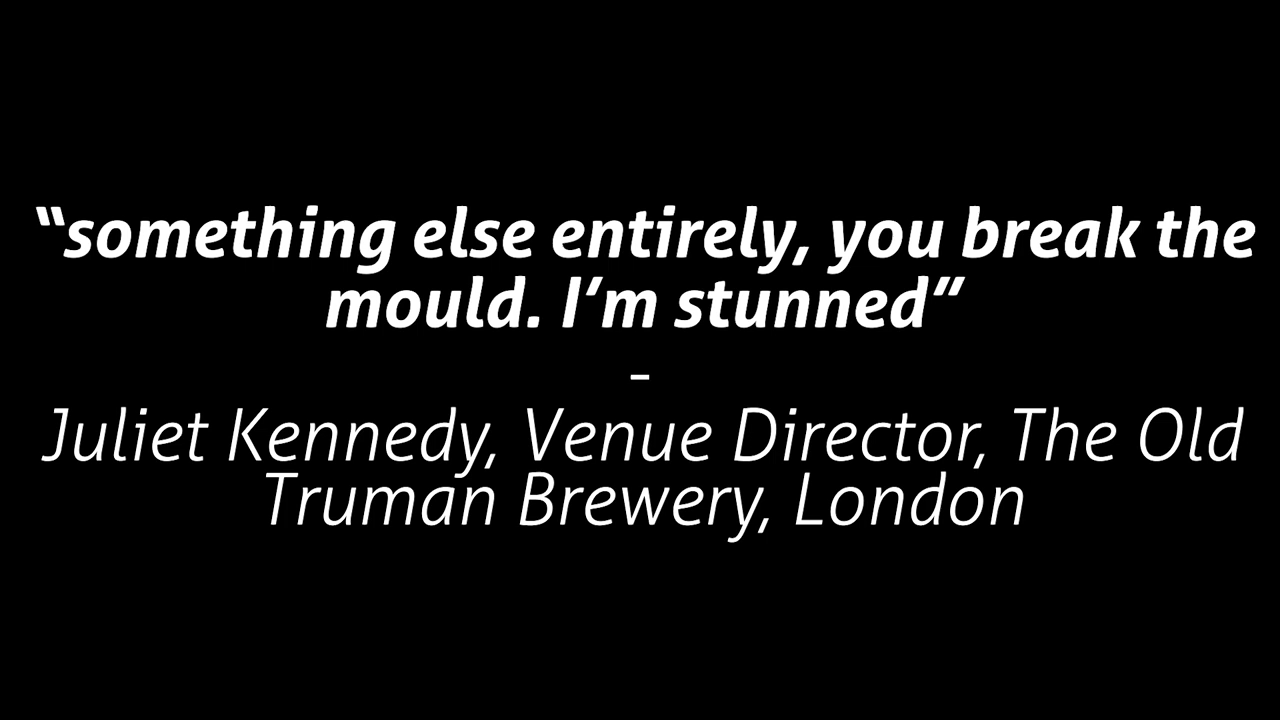 “something else entirely, you break the
mould. I’m stunned”
-
Juliet Kennedy, Venue Director, The Old
Truman Brewery, London